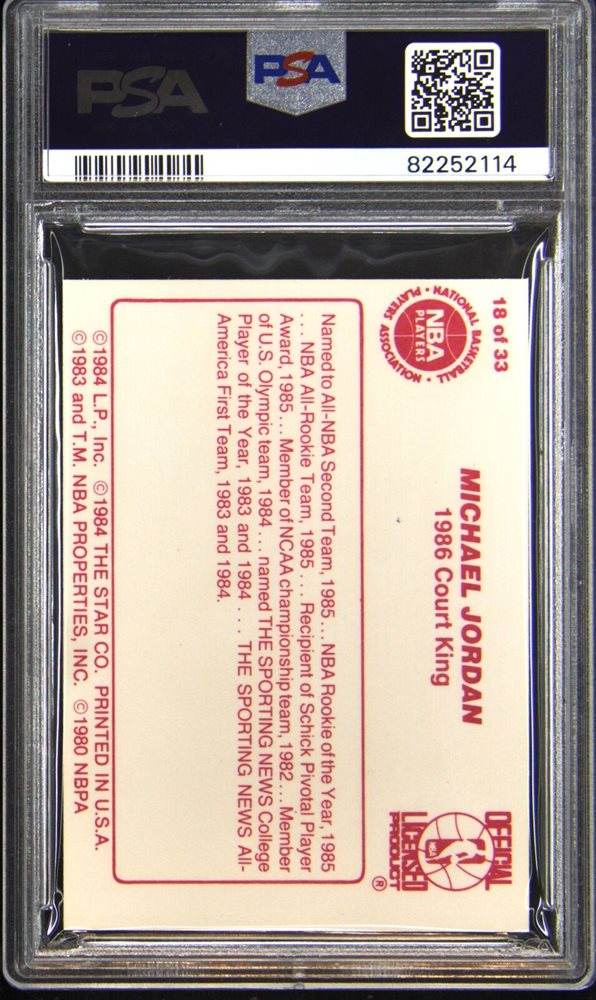 PSA
PSA
82252114
18 of 33
NATIONAL BASKETBALL
NBA
PLAYERS
PLAYERS ASSOCIATION
MICHAEL JORDAN
1986 Court King
OFFICIAL
NBA
LICENSED
PRODUCT
®
Named to All-NBA Second Team, 1985 . . . NBA Rookie of the Year, 1985
. . . NBA All-Rookie Team, 1985 . . . Recipient of Schick Pivotal Player
Award, 1985 . . . Member of NCAA championship team, 1982 . . . Member
of U.S. Olympic team, 1984 . . . named THE SPORTING NEWS College
Player of the Year, 1983 and 1984 . . . THE SPORTING NEWS All-
America First Team, 1983 and 1984.
©1984 L.P., Inc. ©1984 THE STAR CO. PRINTED IN U.S.A.
©1983 and T.M. NBA PROPERTIES, INC. ©1980 NBPA
PSA